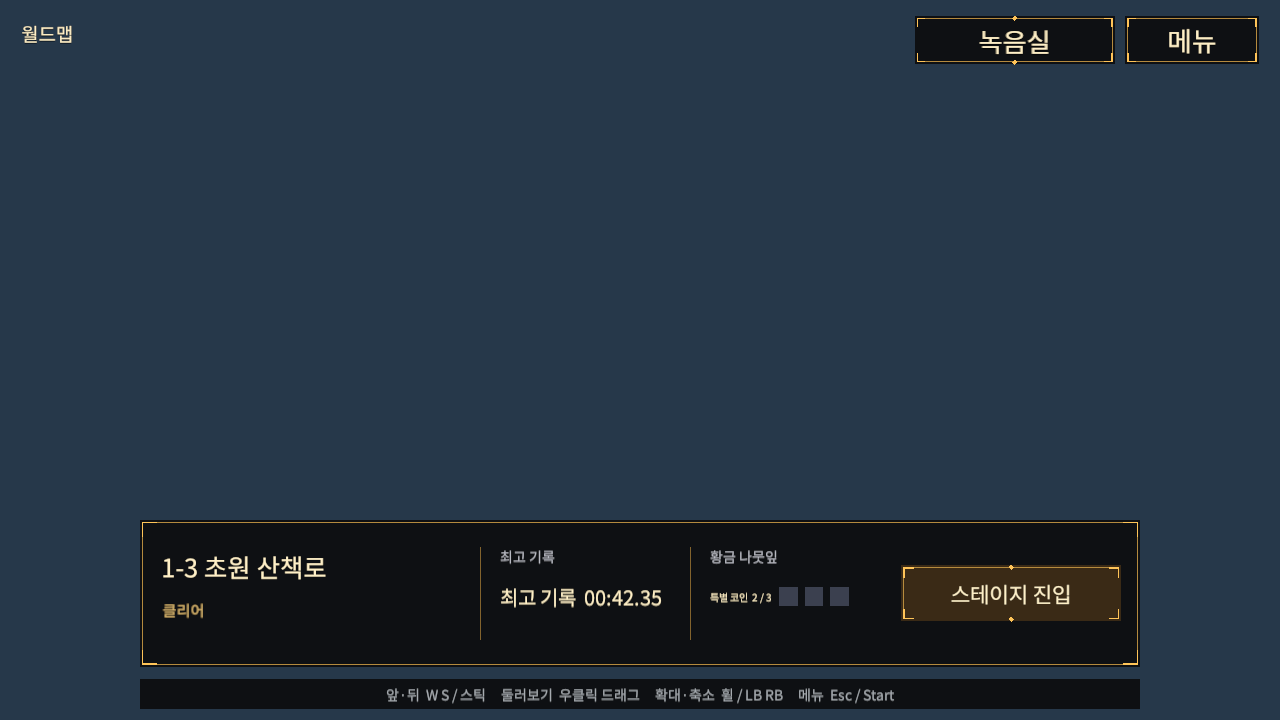 월드맵
녹음실
메뉴
1-3 초원 산책로
클리어
최고 기록
최고 기록 00:42.35
황금 나뭇잎
특별 코인 2 / 3
스테이지 진입
앞·뒤 W S / 스틱 둘러보기 우클릭 드래그 확대·축소 휠 / LB RB 메뉴 Esc / Start